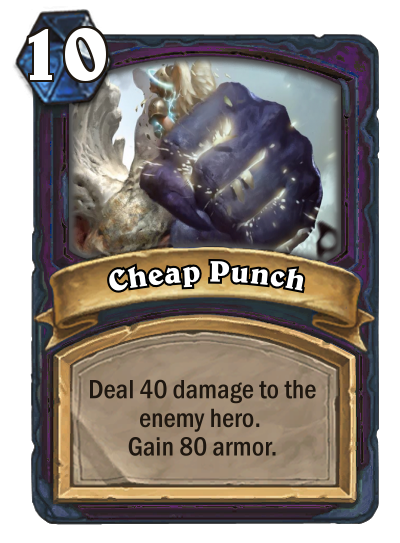 10
Cheap Punch
Deal 40 damage to the
enemy hero.
Gain 80 armor.